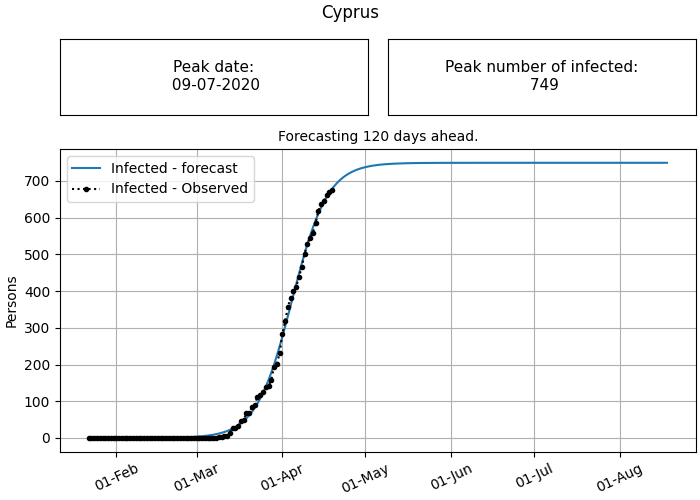 Cyprus
Peak date:
09-07-2020
Peak number of infected:
749
Forecasting 120 days ahead.
Infected - forecast
Infected - Observed
Persons
700
600
500
400
300
200
100
0
01-Feb
01-Mar
01-Apr
01-May
01-Jun
01-Jul
01-Aug